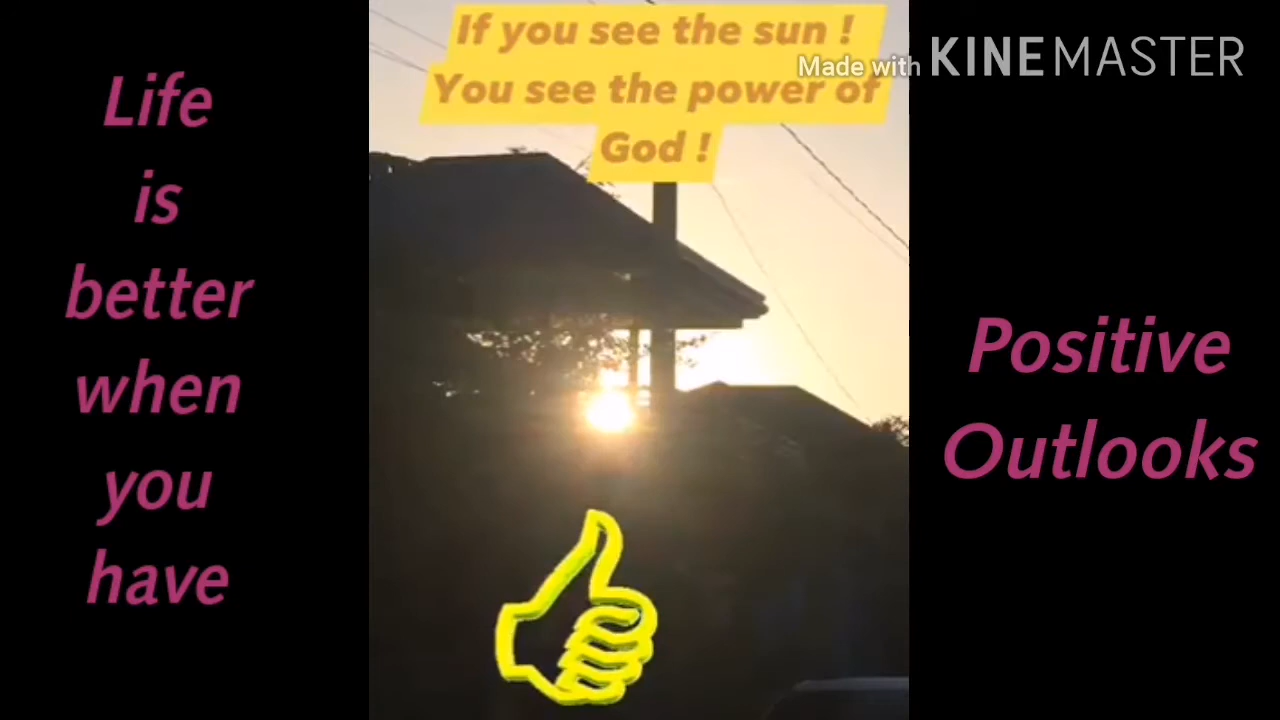 If you see the sun !
You see the power of
God !
Made with KINEMASTER
Life
is
better
when
you
have
Positive
Outlooks